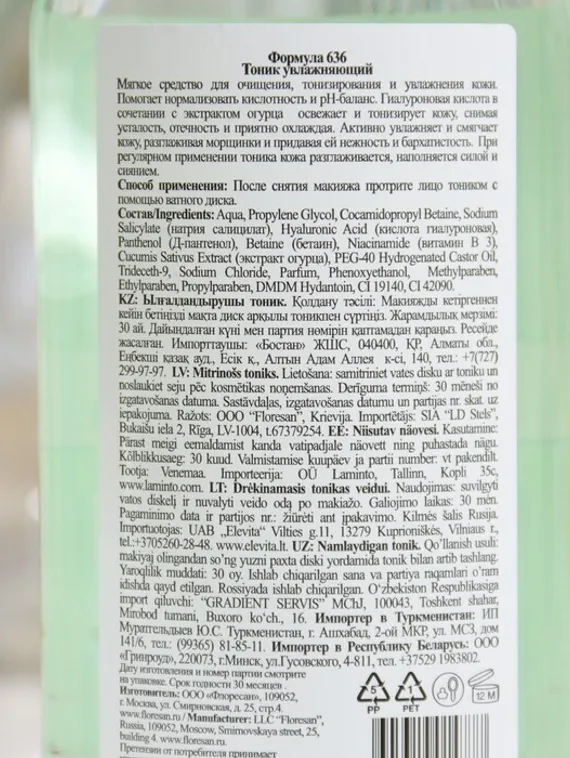 Формула 636
Тоник увлажняющий
Мягкое средство для очищения, тонизирования и увлажнения кожи.
Помогает нормализовать кислотность и pH-баланс. Гиалуроновая кислота в
сочетании с экстрактом огурца освежает и тонизирует кожу, снимая
усталость, отечность и приятно охлаждая. Активно увлажняет и смягчает
кожу, разглаживая морщинки и придавая ей нежность и бархатистость. При
регулярном применении тоника кожа разглаживается, наполняется силой и
сиянием.
Способ применения: После снятия макияжа протрите лицо тоником с
помощью ватного диска.
Состав/Ingredients: Aqua, Propylene Glycol, Cocamidopropyl Betaine, Sodium
Salicylate (натрия салицилат), Hyaluronic Acid (кислота гиалуроновая),
Panthenol (Д-пантенол), Betaine (бетаин), Niacinamide (витамин В 3),
Cucumis Sativus Extract (экстракт огурца), PEG-40 Hydrogenated Castor Oil,
Trideceth-9, Sodium Chloride, Parfum, Phenoxyethanol, Methylparaben,
Ethylparaben, Propylparaben, DMDM Hydantoin, CI 19140, CI 42090.
KZ: Ылғалдандырушы тоник. Қолдану тәсілі: Макияжды кетіргеннен
кейін бетіңізді мақта диск арқылы тоникпен сүртіңіз. Жарамдылық мерзімі:
30 ай. Дайындалған күні мен партия нөмірін қаптамадан қараңыз. Ресейде
жасалған. Импорттаушы: «Бостан» ЖШС, 040400, ҚР, Алматы обл.,
Еңбекші қазақ ауд., Есік қ., Алтын Адам Аллея к-сі, 140, тел.: +7(727)
299-97-97. LV: Mitrinošs toniks. Lietošana: samitriniet vates disku ar toniku un
noslaukiet seju pēc kosmētikas noņemšanas. Derīguma termiņš: 30 mēneši no
izgatavošanas datuma. Sastāvdaļas, izgatavošanas datumu un partijas nr. skat. uz
iepakojuma. Ražots: OOO “Floresan”, Krievija. Importētājs: SIA “LD Stels”,
Bukaišu iela 2, Rīga, LV-1004, t.67379254. EE: Niisutav näovesi. Kasutamine:
Pärast meigi eemaldamist kanda vatipadjale näovett ning puhastada nägu.
Kõlblikkusaeg: 30 kuud. Valmistamise kuupäev ja partii number: vt pakendilt.
Tootja: Venemaa. Importeerija: OÜ Laminto, Tallinn, Kopli 35c,
www.laminto.com. LT: Drėkinamasis tonikas veidui. Naudojimas: suvilgyti
vatos diskelį ir nuvalyti veido odą po makiažo. Galiojimo laikas: 30 mėn.
Pagaminimo data ir partijos nr.: žiūrėti ant įpakavimo. Kilmės šalis Rusija.
Importuotojas: UAB „Elevita“ Vilties g.11, 13279 Kuprioniškės, Vilniaus r.,
tel.:+3705260-28-48. www.elevita.lt. UZ: Namlaydigan tonik. Qo’llanish usuli:
makiyaj olingandan so’ng yuzni paxta diski yordamida tonik bilan artib tashlang.
Yaroqlilik muddati: 30 oy. Ishlab chiqarilgan sana va partiya raqamlari o’ram
idishda qayd etilgan. Rossiyada ishlab chiqarilgan. O‘zbekiston Respublikasiga
import qiluvchi: “GRADIENT SERVIS” MChJ, 100043, Toshkent shahar,
Mirobod tumani, Buxoro ko‘ch., 16. Импортер в Туркменистан: ИП
Мурапельдыев Ю.С. Туркменистан, г. Ашхабад, 2-ой МКР, ул. МСЗ, дом
141/6, тел.: (99365) 81-85-11. Импортер в Республику Беларусь: ООО
«Гринроуд», 220073, г.Минск, ул.Гусовского, 4-811, тел. +37529 1983802.
Дату изготовления и номер партии смотрите
на упаковке. Срок годности 30 месяцев .
Изготовитель: ООО «Флоресан», 109052,
г. Москва, ул. Смирновская, д. 25, стр.4.
www.floresan.ru / Manufacturer: LLC “Floresan”,
Russia, 109052, Moscow, Smirnovskaya street, 25,
building 4. www.floresan.ru
Претензии от потребителя принимает
5
PP
1
PET
12 M